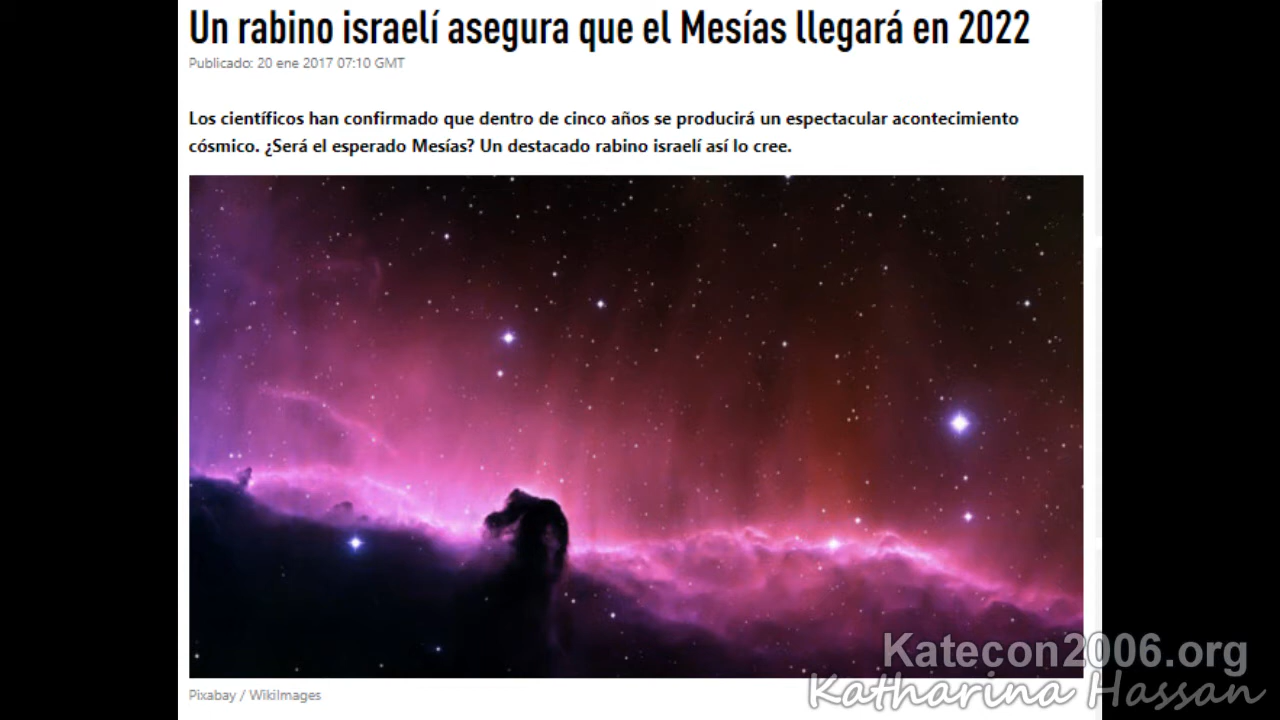 Un rabino israelí asegura que el Mesías llegará en 2022
Publicado: 20 ene 2017 07:10 GMT
Los científicos han confirmado que dentro de cinco años se producirá un espectacular acontecimiento
cósmico. ¿Será el esperado Mesías? Un destacado rabino israelí así lo cree.
Katecon2006.org
Katharina Hassan
Pixabay / WikiImages